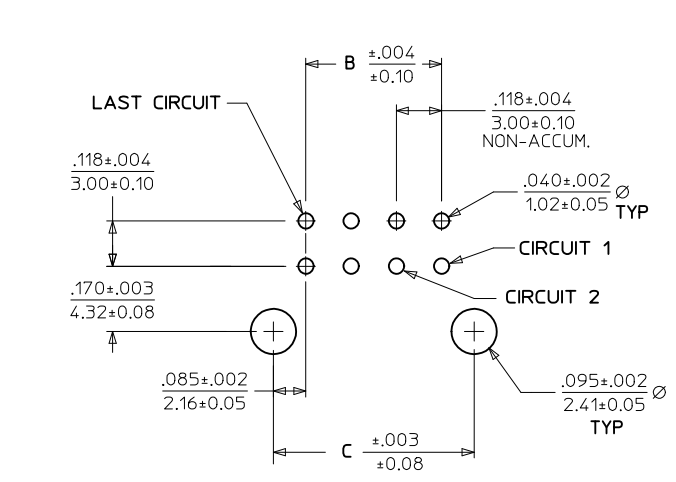 B ±.004
±0.10
LAST CIRCUIT
.118±.004
3.00±0.10
NON-ACCUM.
.118±.004
3.00±0.10
.040±.002 ∅
1.02±0.05
TYP
CIRCUIT 1
.170±.003
4.32±0.08
CIRCUIT 2
.085±.002
2.16±0.05
.095±.002 ∅
2.41±0.05
TYP
C ±.003
±0.08